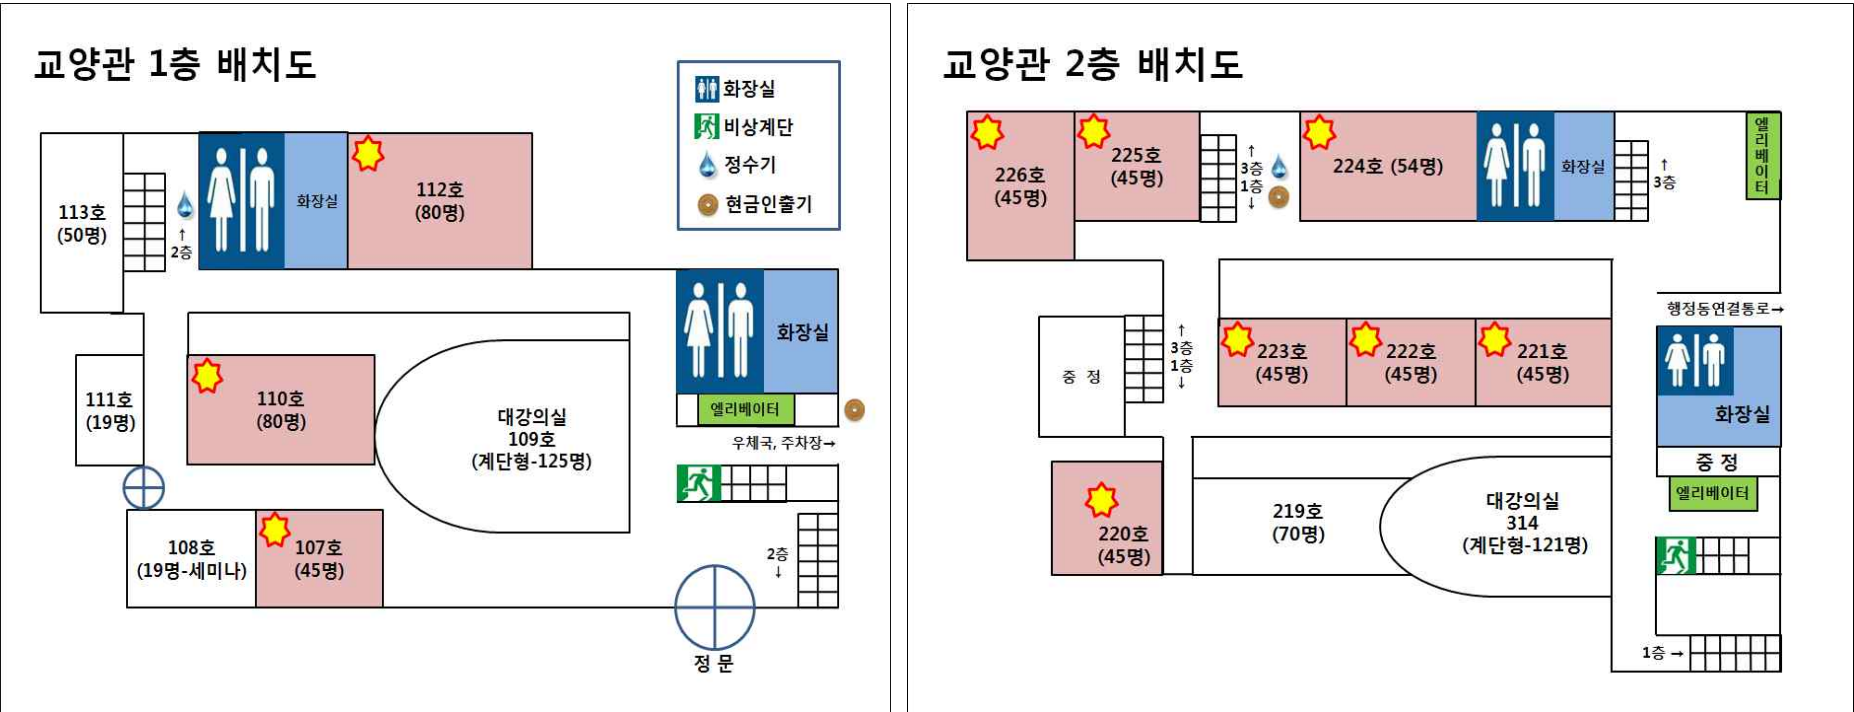 교양관 1층 배치도
화장실
비상계단
정수기
현금인출기
113호
(50명)
↑
2층
화장실
112호
(80명)
화장실
엘리베이터
우체국, 주차장→
111호
(19명)
110호
(80명)
대강의실
109호
(계단형-125명)
108호
(19명-세미나)
107호
(45명)
2층
↓
정 문
교양관 2층 배치도
226호
(45명)
225호
(45명)
↑
3층
1층
↓
224호 (54명)
화장실
↑
3층
엘리베이터
행정동연결통로→
중 정
↑
3층
1층
↓
223호
(45명)
222호
(45명)
221호
(45명)
화장실
중 정
엘리베이터
220호
(45명)
219호
(70명)
대강의실
314
(계단형-121명)
1층 →